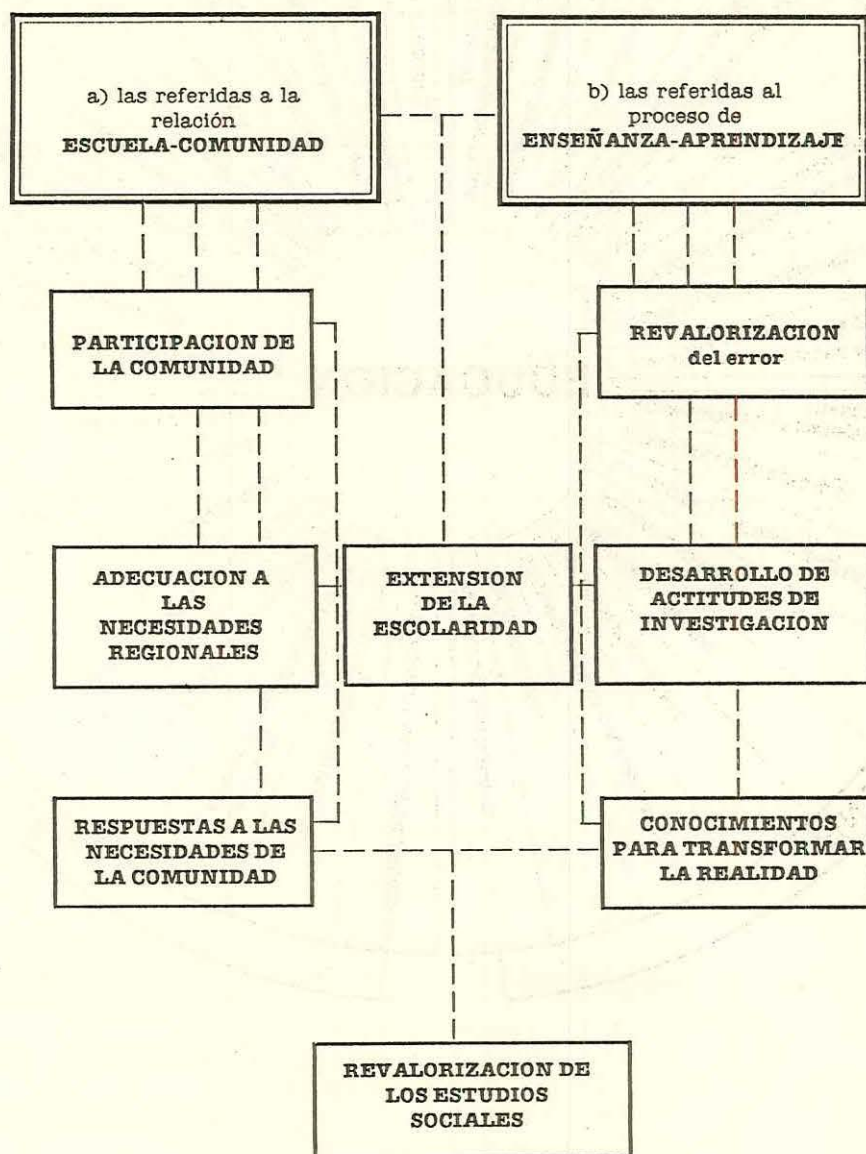 a) las referidas a la
relación
ESCUELA-COMUNIDAD
b) las referidas al
proceso de
ENSEÑANZA-APRENDIZAJE
PARTICIPACION DE
LA COMUNIDAD
REVALORIZACION
del error
ADECUACION A
LAS
NECESIDADES
REGIONALES
EXTENSION
DE LA
ESCOLARIDAD
DESARROLLO DE
ACTITUDES DE
INVESTIGACION
RESPUESTAS A LAS
NECESIDADES DE
LA COMUNIDAD
CONOCIMIENTOS
PARA TRANSFORMAR
LA REALIDAD
REVALORIZACION DE
LOS ESTUDIOS
SOCIALES